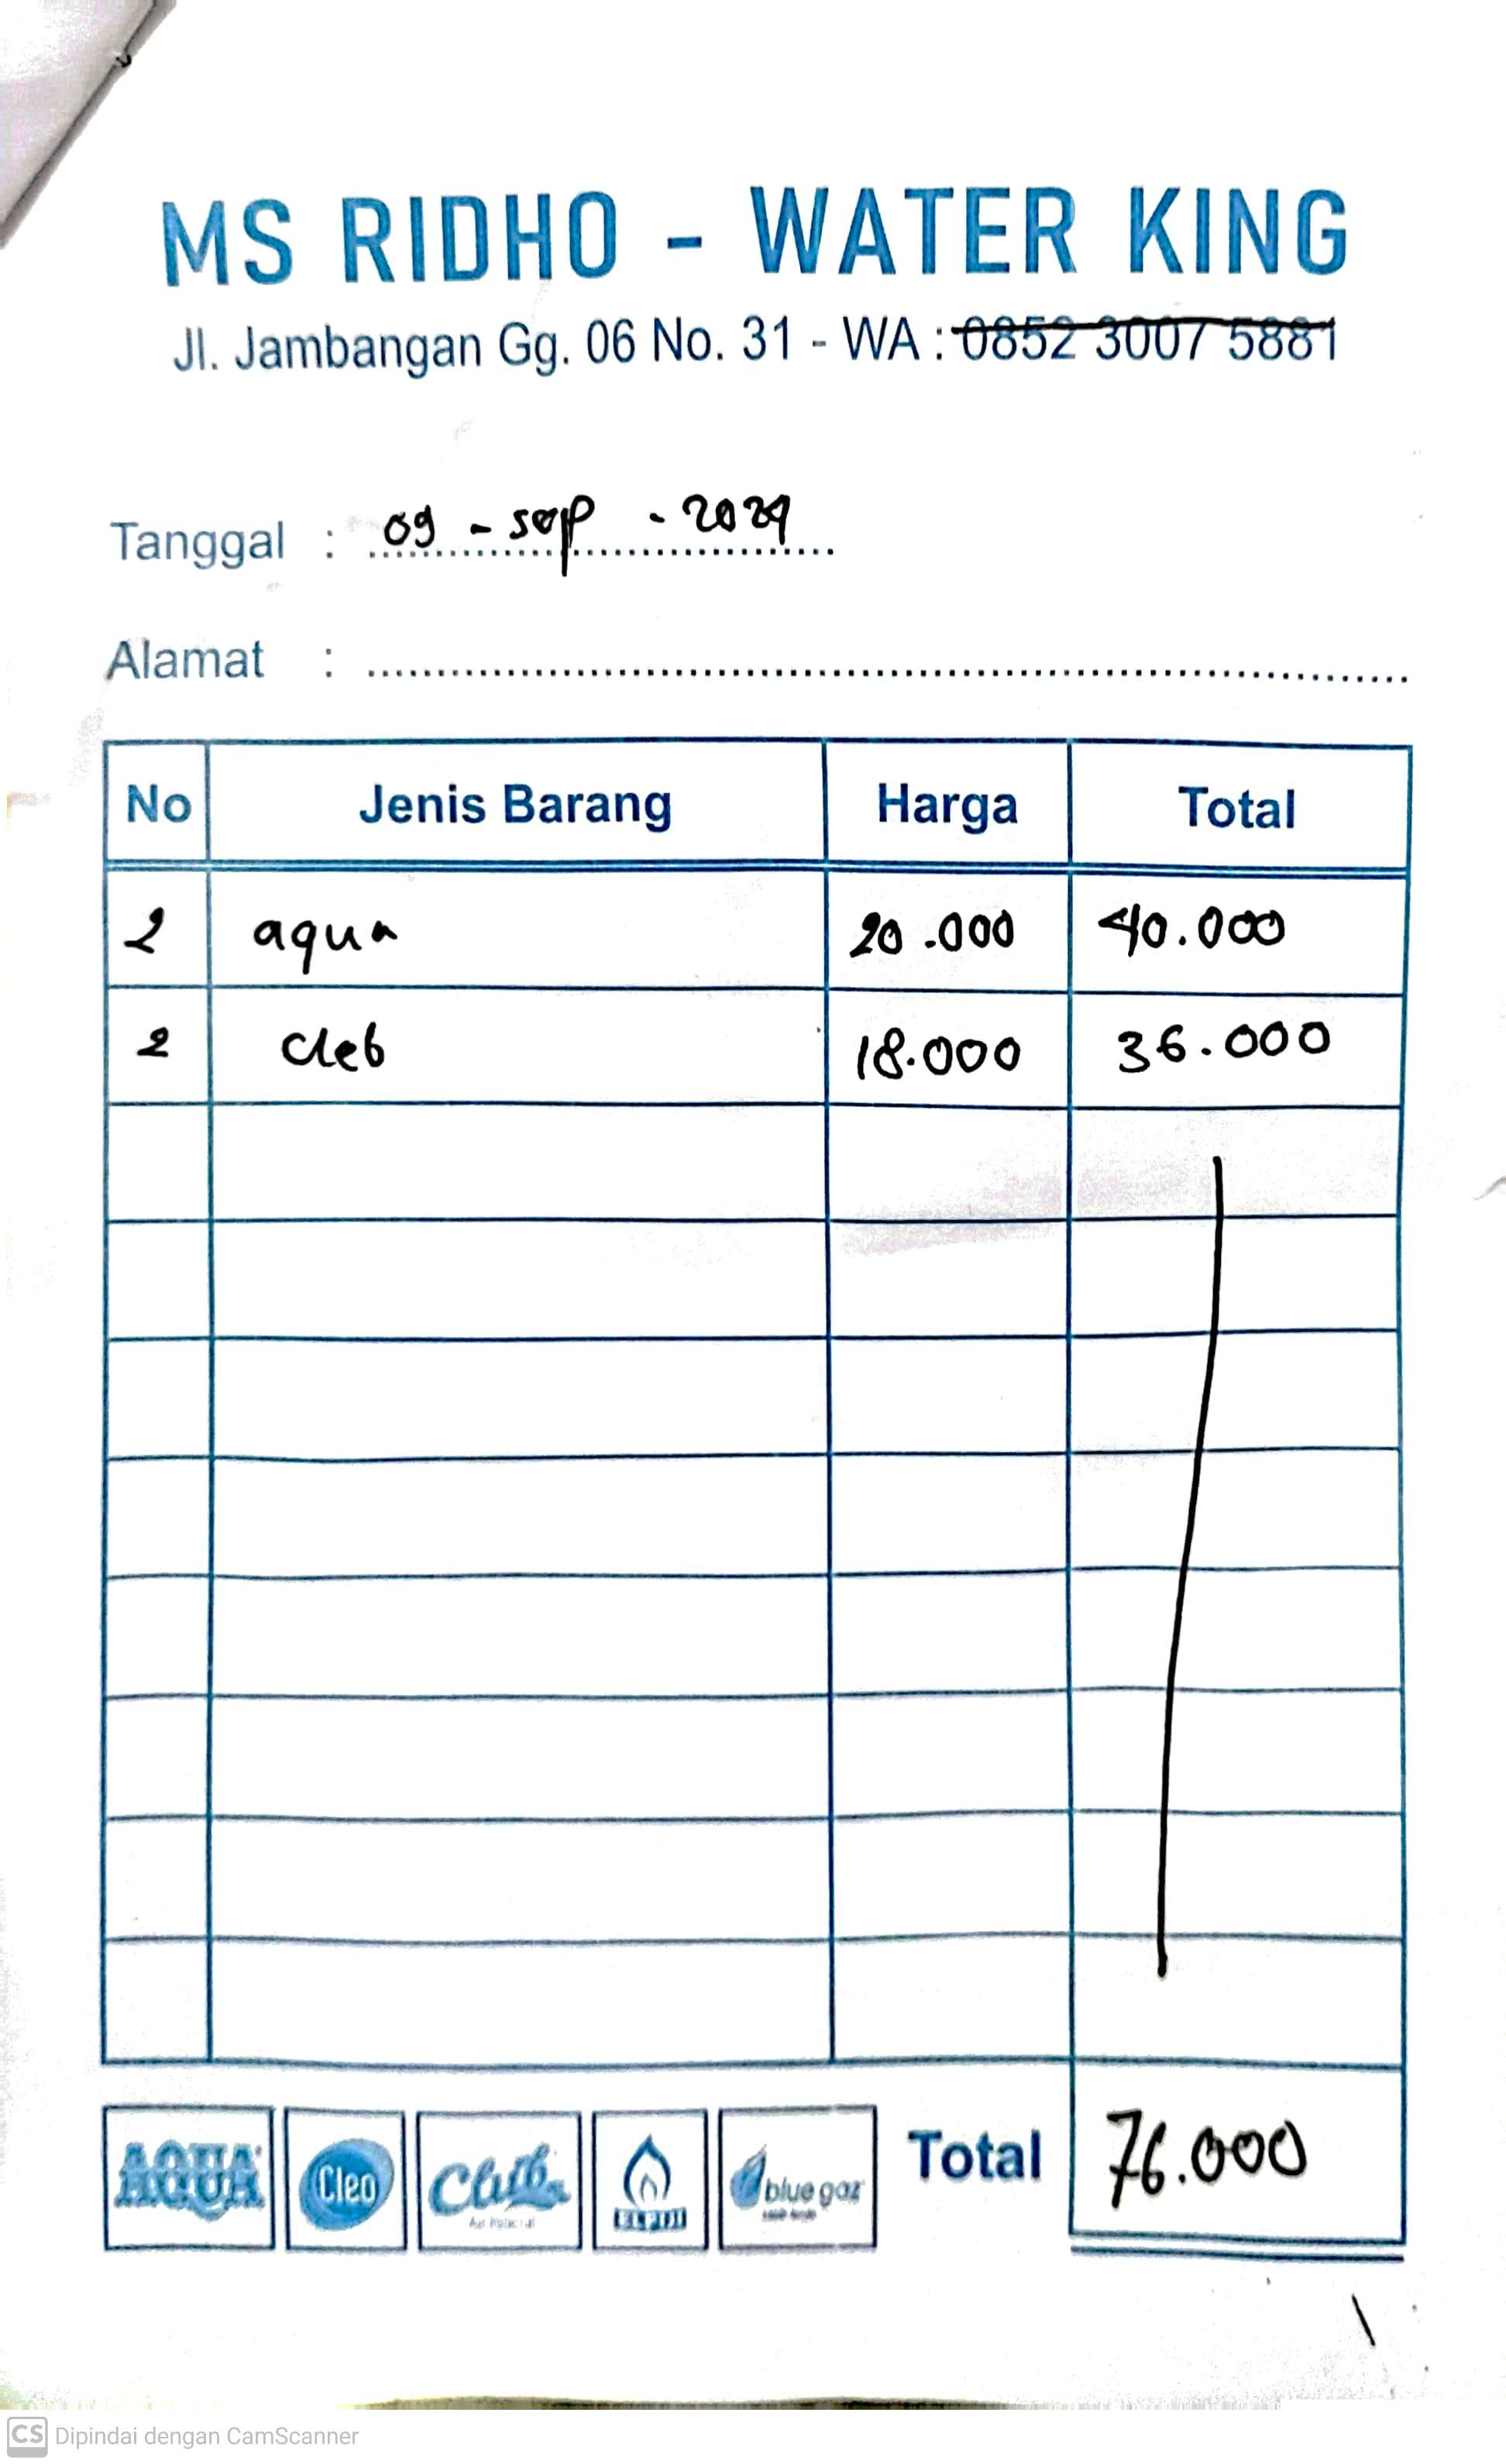 MS RIDHO - WATER KING
Jl. Jambangan Gg. 06 No. 31 - WA : 0852 3007 5881
Tanggal : 09 - sep - 2024
Alamat :
No Jenis Barang Harga Total
2 aqua 20.000 40.000
2 cleo 18.000 36.000
AQUA Cleo Club ELPIJI blue gaz Total 76.000
CS Dipindai dengan CamScanner